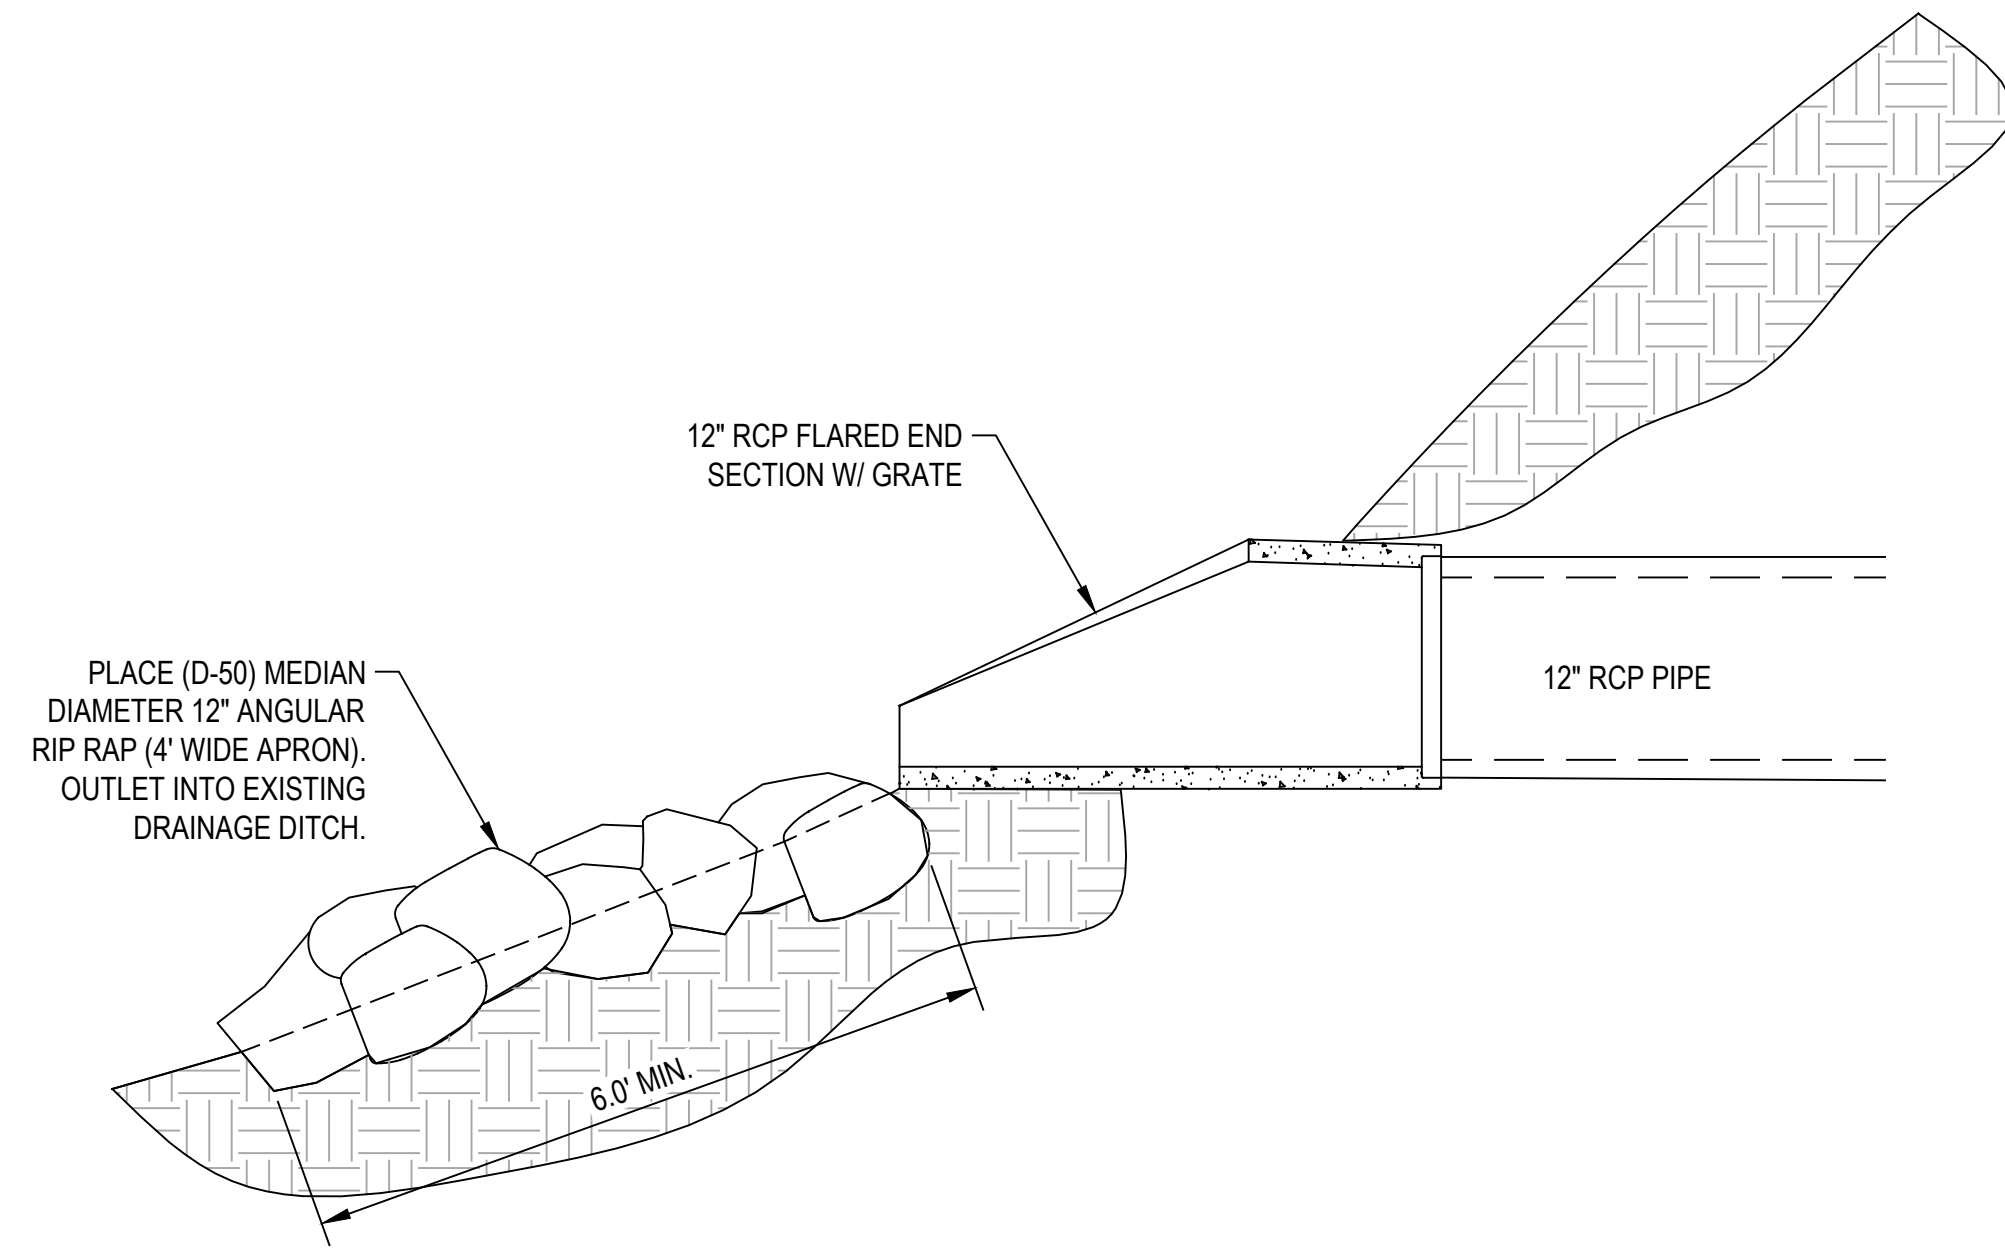 12" RCP FLARED END
SECTION W/ GRATE
PLACE (D-50) MEDIAN
DIAMETER 12" ANGULAR
RIP RAP (4' WIDE APRON).
OUTLET INTO EXISTING
DRAINAGE DITCH.
12" RCP PIPE
6.0' MIN.